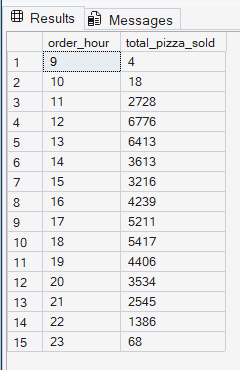 Results Messages
order_hour total_pizza_sold
1 9 4
2 10 18
3 11 2728
4 12 6776
5 13 6413
6 14 3613
7 15 3216
8 16 4239
9 17 5211
10 18 5417
11 19 4406
12 20 3534
13 21 2545
14 22 1386
15 23 68